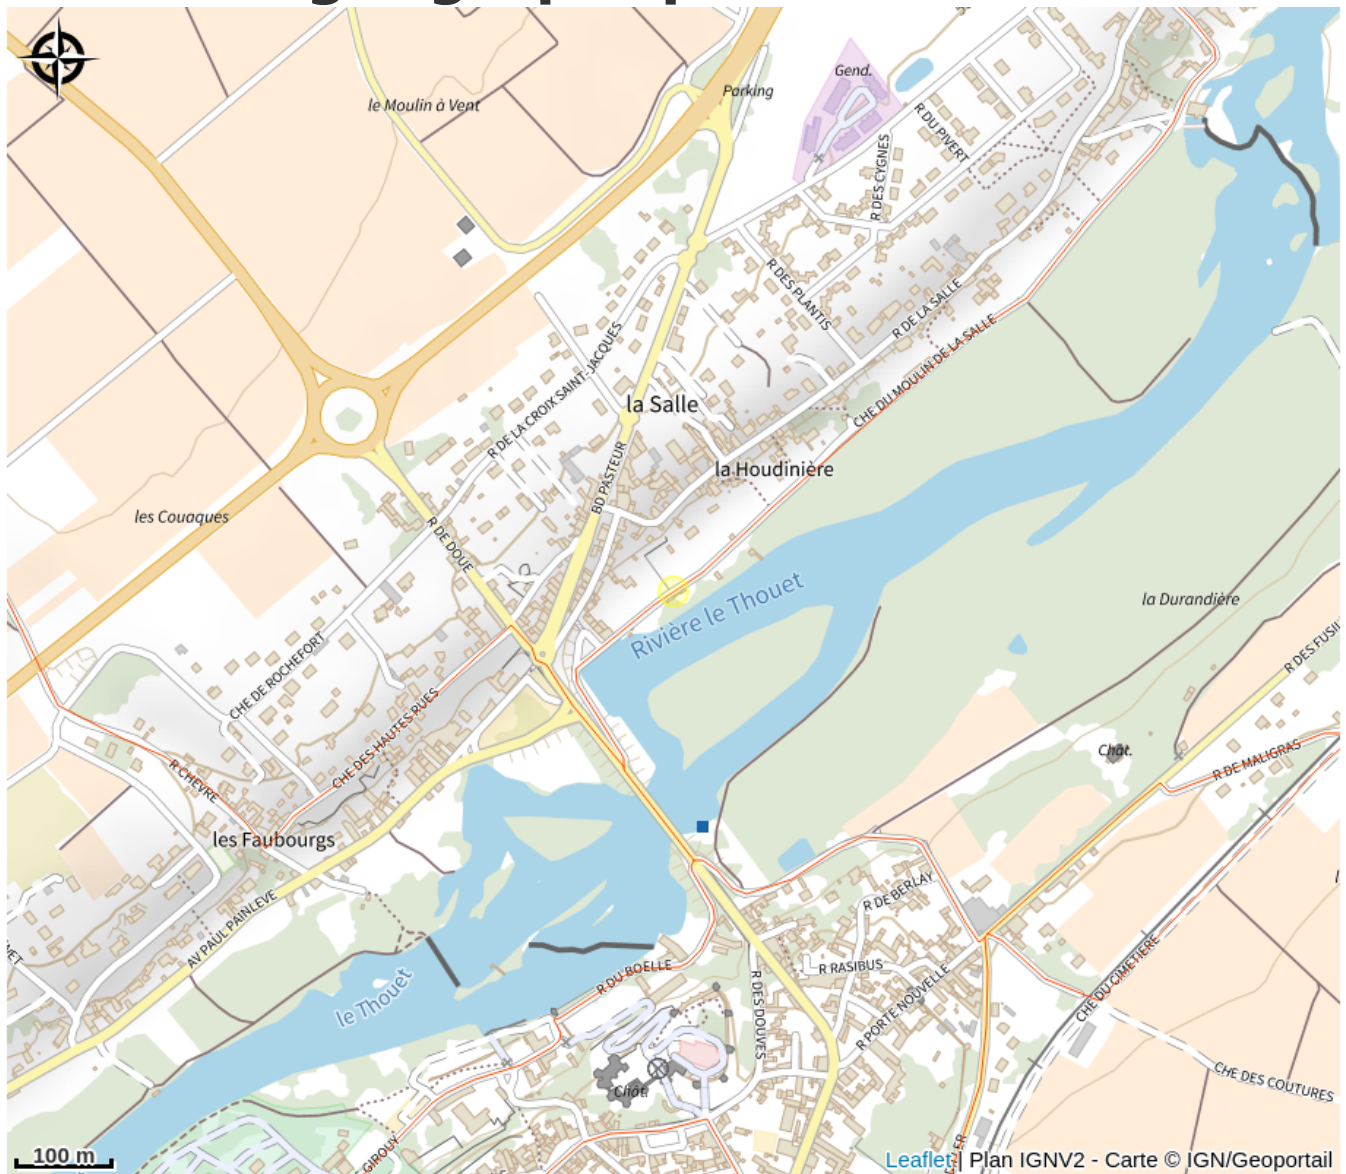 Gend.
Parking
le Moulin à Vent
R DU PIVERT
R DES CYGNES
R DES PLANTIS
R DE LA SALLE
CHE DU MOULIN DE LA SALLE
R DE LA CROIX SAINT-JACQUES
la Salle
BD PASTEUR
la Houdinière
les Couaques
R DE DOUE
Rivière le Thouet
la Durandière
CHE DE ROCHEFORT
CHE DES HAUTES RUES
R CHEVRE
Chât.
R DE MALIGRAS
les Faubourgs
R DE BERLAY
AV PAUL PAINLEVE
R DU BOELLE
R RASIBUS
R DES DOUVES
R PORTE NOUVELLE
CHE DU CIMETIERE
le Thouet
CHE DES COUTURES
Chât.
100 m
Leaflet | Plan IGNV2 - Carte © IGN/Geoportail